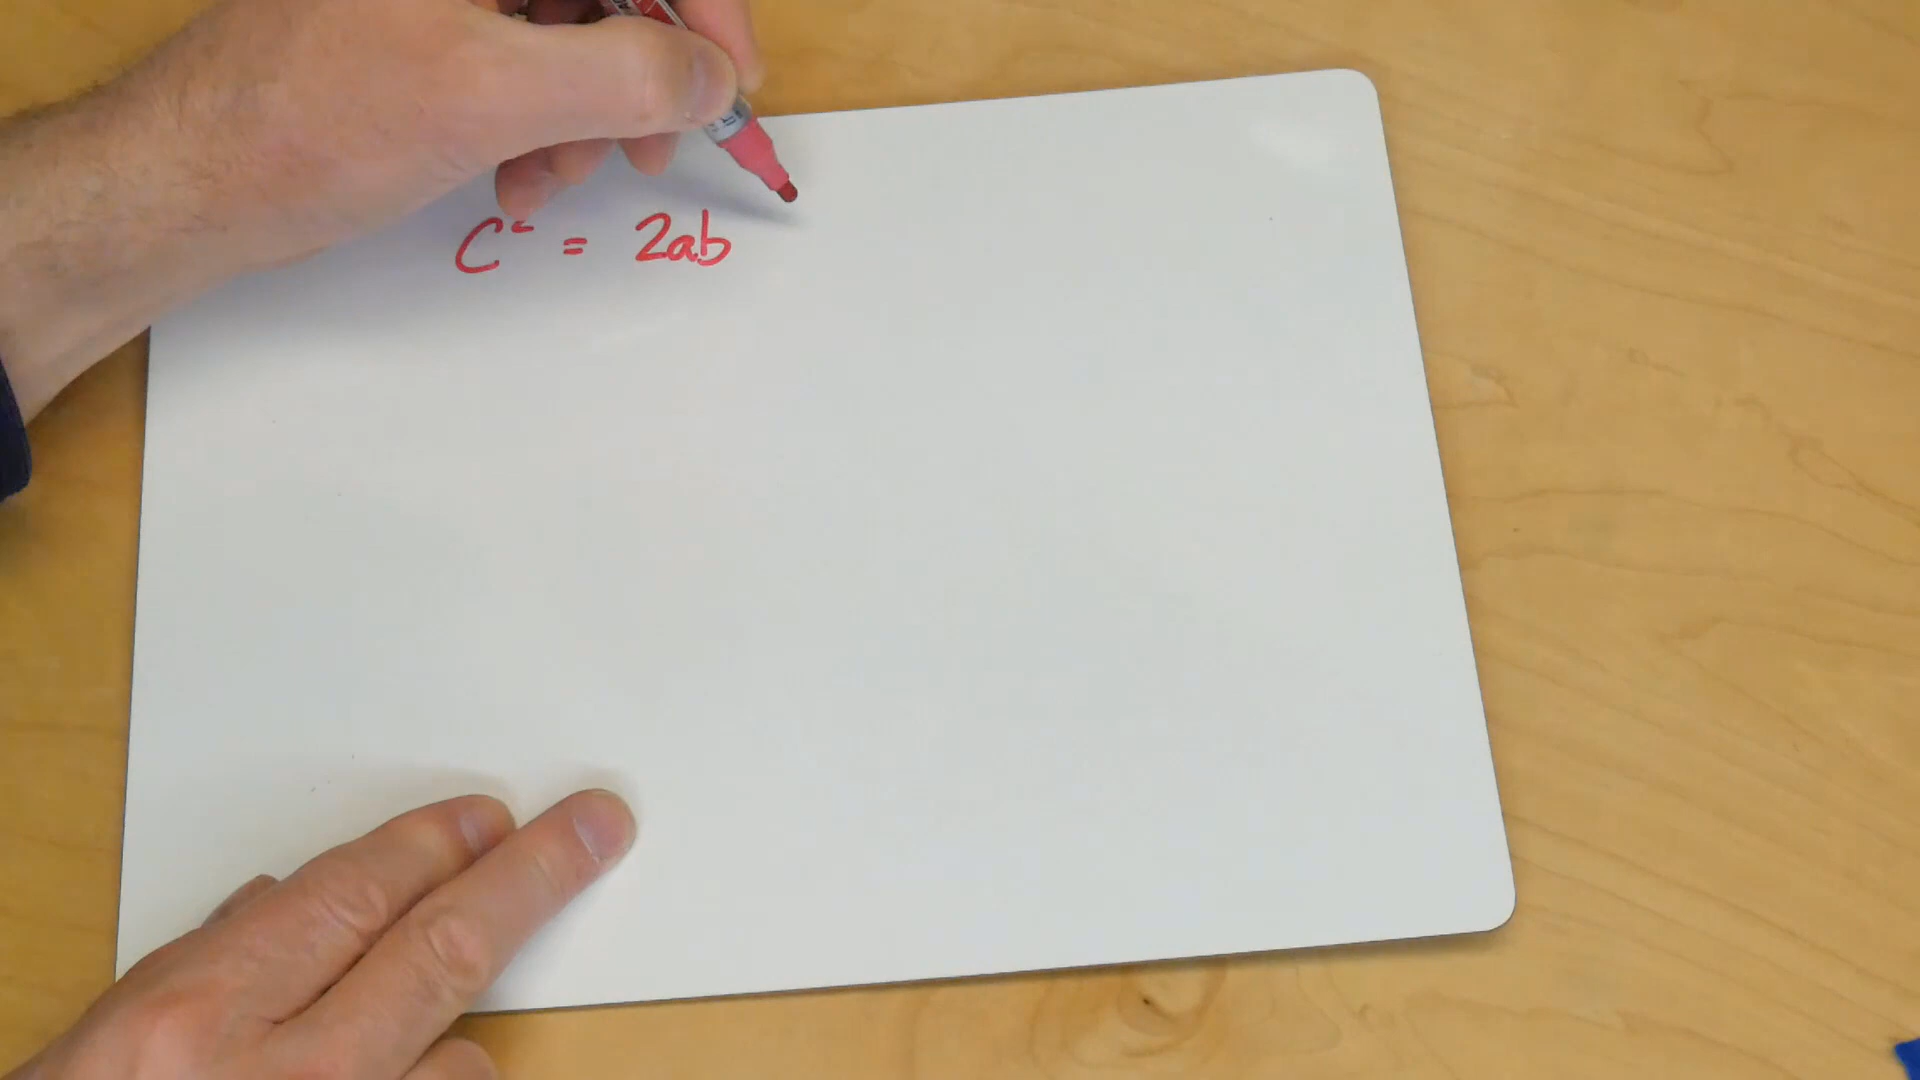 C² = 2ab